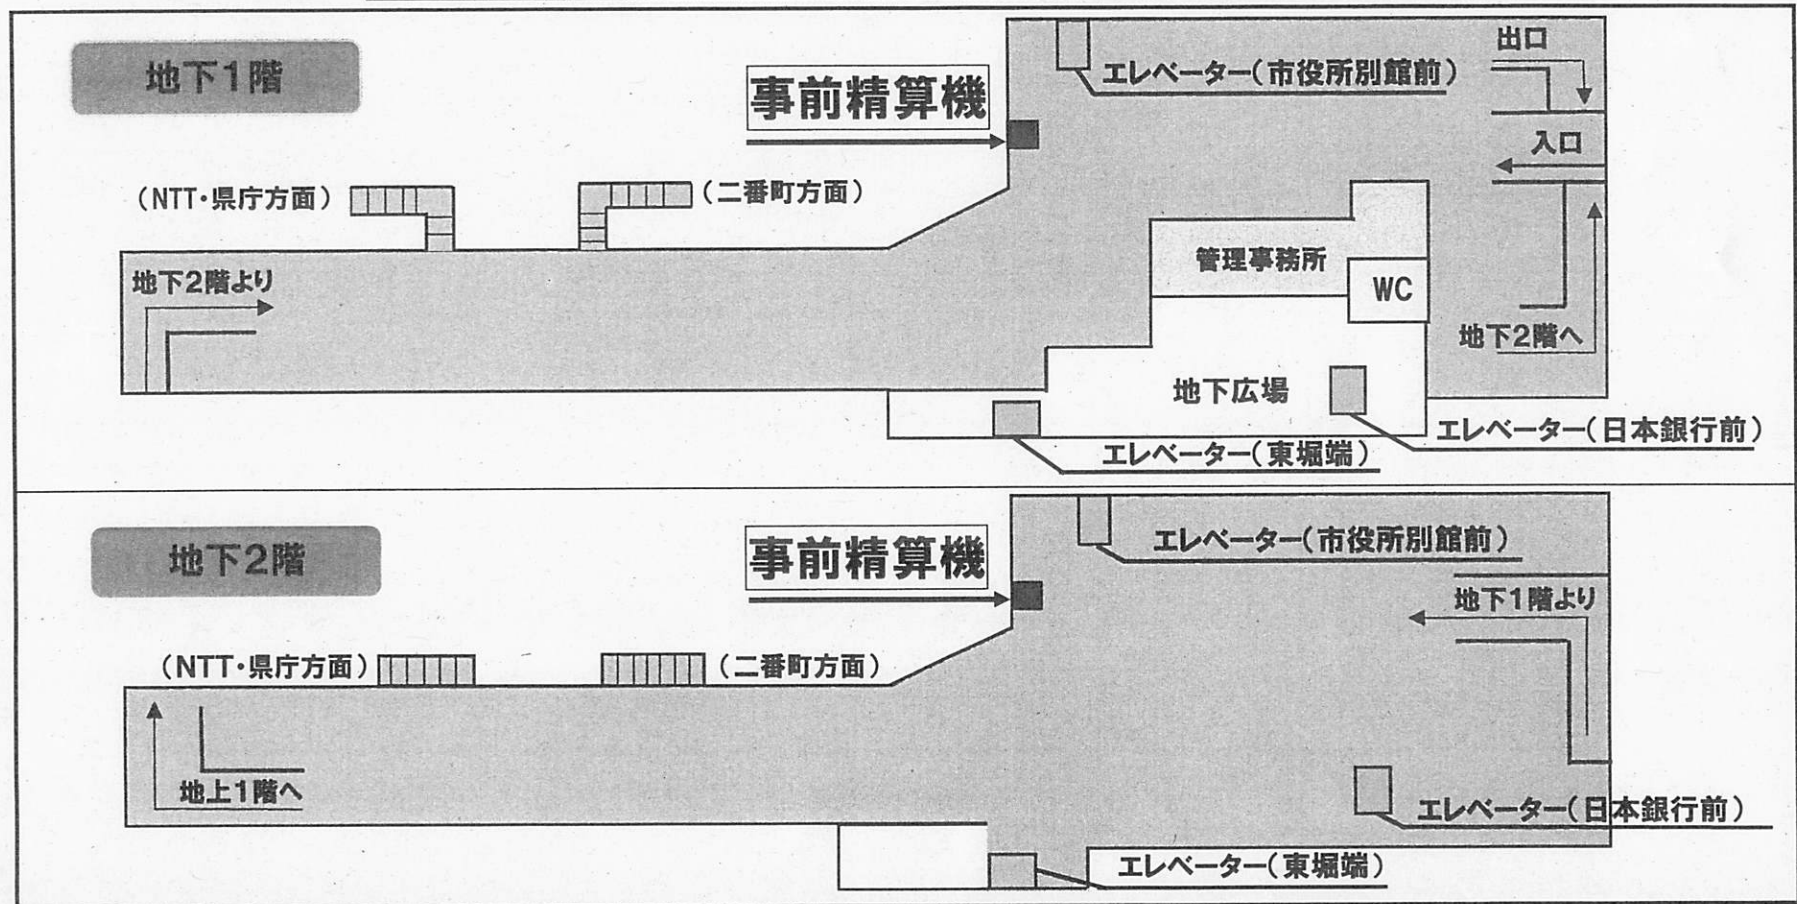 地下1階
出口
エレベーター(市役所別館前)
事前精算機
入口
(NTT・県庁方面)
(二番町方面)
管理事務所
地下2階より
WC
地下2階へ
地下広場
エレベーター(日本銀行前)
エレベーター(東堀端)
地下2階
事前精算機
エレベーター(市役所別館前)
地下1階より
(NTT・県庁方面)
(二番町方面)
地上1階へ
エレベーター(日本銀行前)
エレベーター(東堀端)